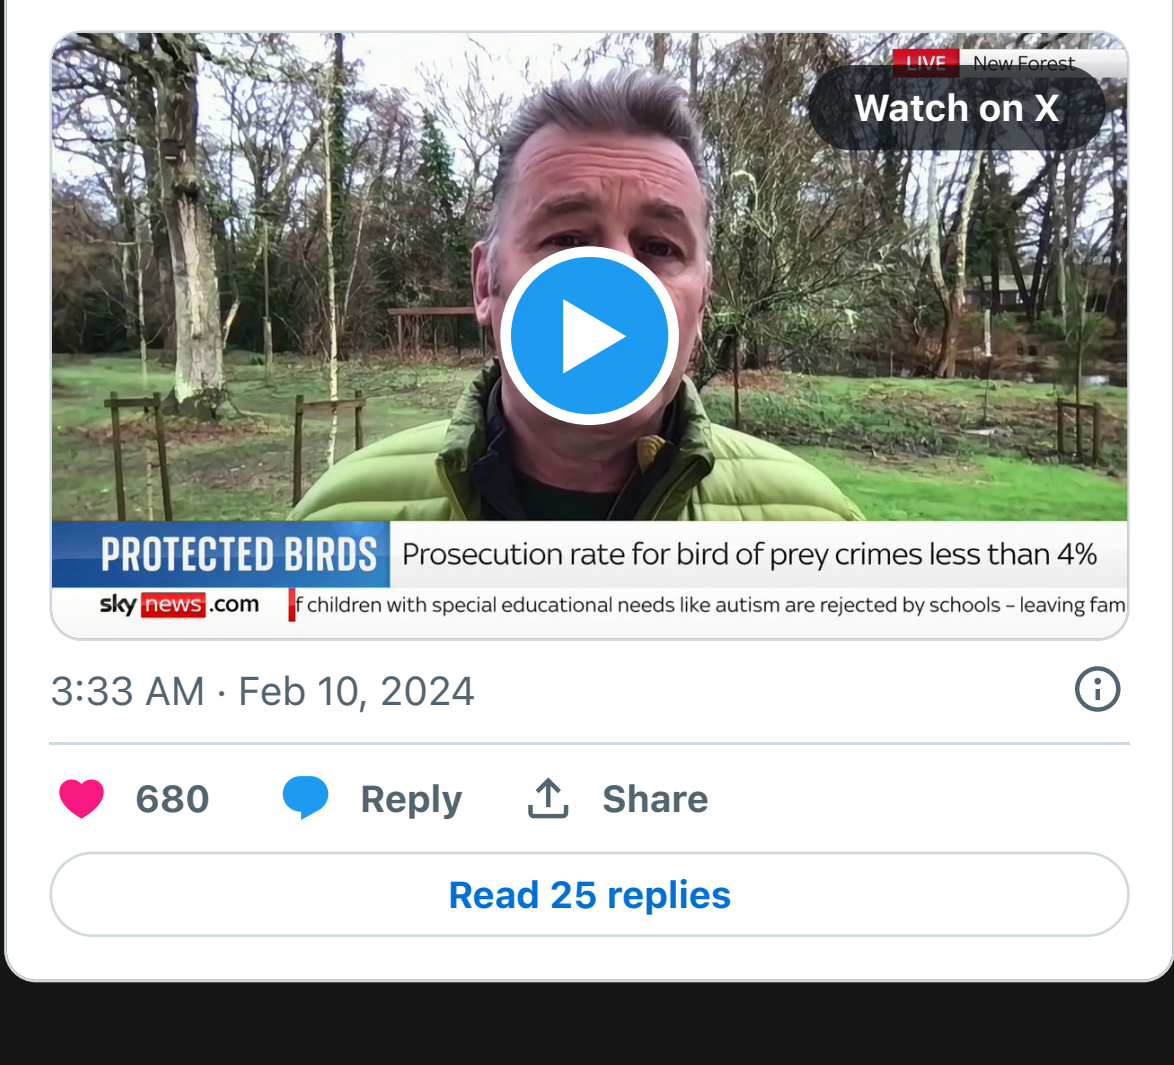 LIVE New Forest
Watch on X
PROTECTED BIRDS Prosecution rate for bird of prey crimes less than 4%
sky news .com f children with special educational needs like autism are rejected by schools – leaving fam
3:33 AM · Feb 10, 2024
680 Reply Share
Read 25 replies